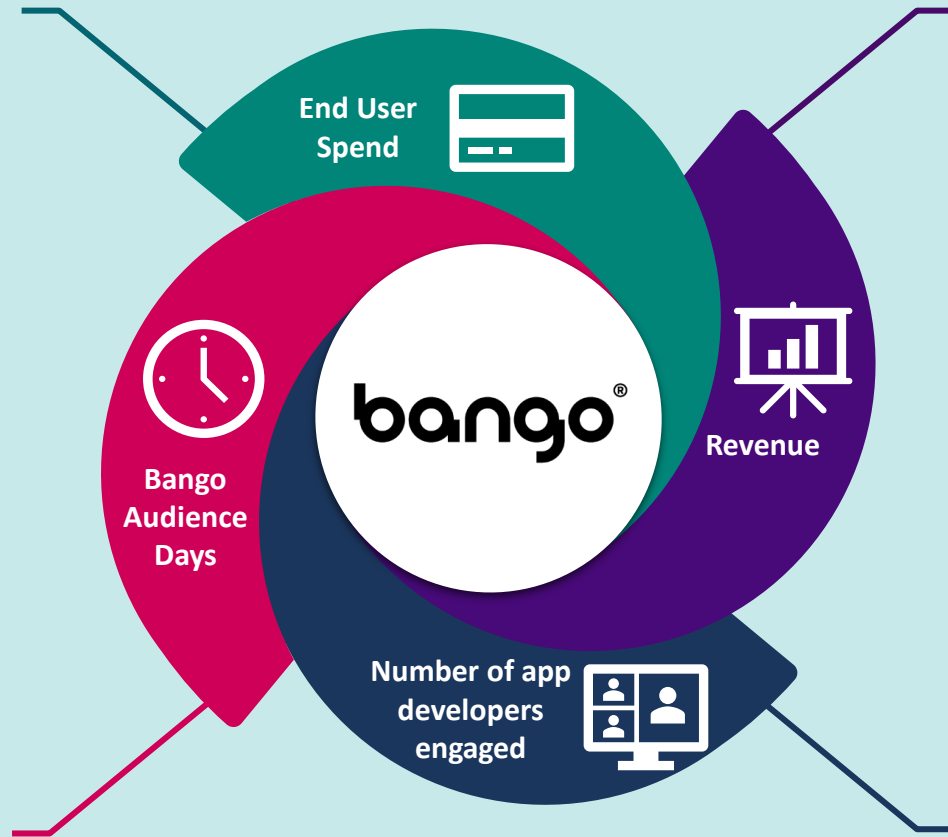 End User
Spend
Revenue
bango®
Bango
Audience
Days
Number of app
developers
engaged